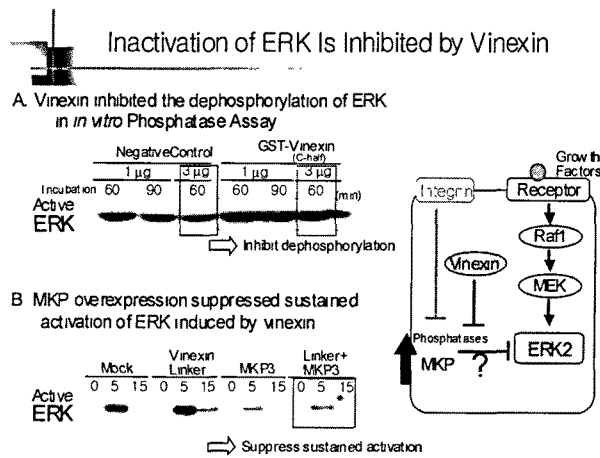 Inactivation of ERK Is Inhibited by Vinexin
A. Vinexin inhibited the dephosphorylation of ERK
in in vitro Phosphatase Assay
NegativeControl
GST-Vinexin
(C-half)
1 µg 3 µg 1 µg 3 µg
Incubation 60 90 60 60 90 60 (min)
Active
ERK
Inhibit dephosphorylation
B MKP overexpression suppressed sustained
activation of ERK induced by vinexin
Mock Vinexin Linker MKP3 Linker+ MKP3
0 5 15 0 5 15 0 5 15 0 5 15
Active
ERK
*
Suppress sustained activation
Growth
Factors
Integrin
Receptor
Raf1
Vinexin
MEK
Phosphatases
MKP
?
ERK2